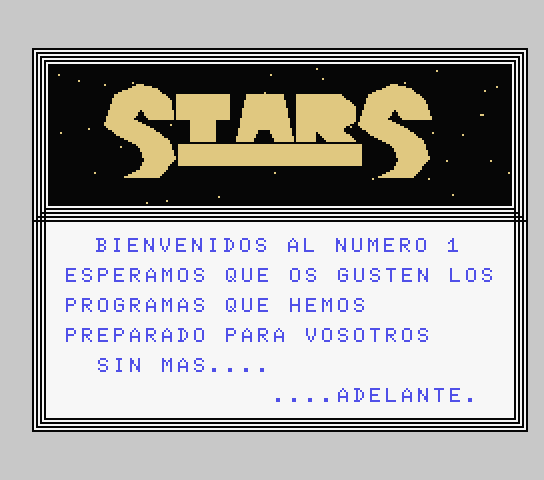 STARS
BIENVENIDOS AL NUMERO 1
ESPERAMOS QUE OS GUSTEN LOS
PROGRAMAS QUE HEMOS
PREPARADO PARA VOSOTROS
SIN MAS....
....ADELANTE.